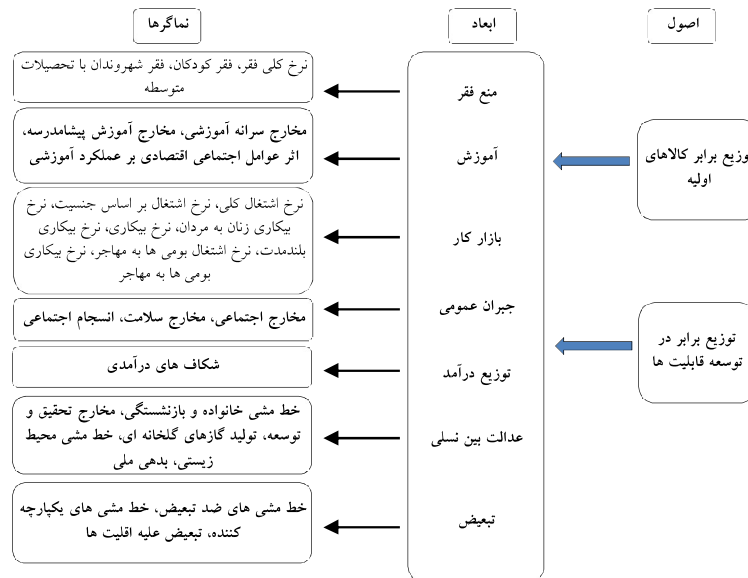 اصول
ابعاد
نماگرها
توزیع برابر کالاهای
اولیه
توزیع برابر در
توسعه قابلیت ها
منع فقر
نرخ کلی فقر، فقر کودکان، فقر شهروندان با تحصیلات
متوسطه
آموزش
مخارج سرانه آموزشی، مخارج آموزش پیشامدرسه،
اثر عوامل اجتماعی اقتصادی بر عملکرد آموزشی
بازار کار
نرخ اشتغال کلی، نرخ اشتغال بر اساس جنسیت، نرخ
بیکاری زنان به مردان، نرخ بیکاری، نرخ بیکاری
بلندمدت، نرخ اشتغال بومی ها به مهاجر، نرخ بیکاری
بومی ها به مهاجر
جبران عمومی
مخارج اجتماعی، مخارج سلامت، انسجام اجتماعی
توزیع درآمد
شکاف های درآمدی
عدالت بین نسلی
خط مشی خانواده و بازنشستگی، مخارج تحقیق و
توسعه، تولید گازهای گلخانه ای، خط مشی محیط
زیستی، بدهی ملی
تبعیض
خط مشی های ضد تبعیض، خط مشی های یکپارچه
کننده، تبعیض علیه اقلیت ها